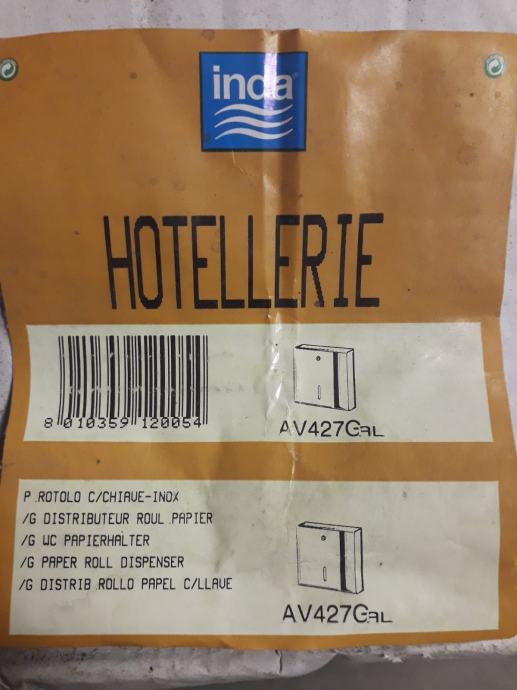 inda
HOTELLERIE
8 010359 120054
AV427GAL
P.ROTOLO C/CHIAVE-INOX
/G DISTRIBUTEUR ROUL.PAPIER
/G WC PAPIERHALTER
/G PAPER ROLL DISPENSER
/G DISTRIB.ROLLO PAPEL C/LLAVE
AV427GAL